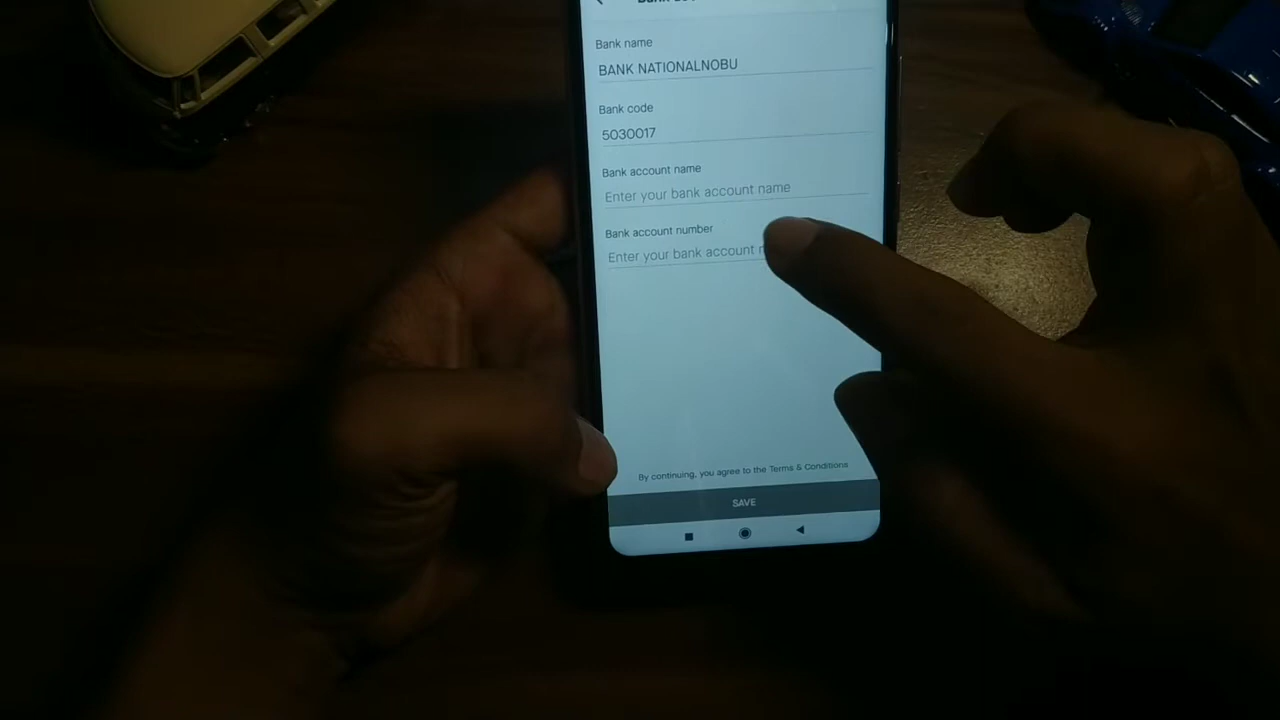 Bank name
BANK NATIONALNOBU
Bank code
5030017
Bank account name
Enter your bank account name
Bank account number
Enter your bank account
By continuing, you agree to the Terms & Conditions
SAVE